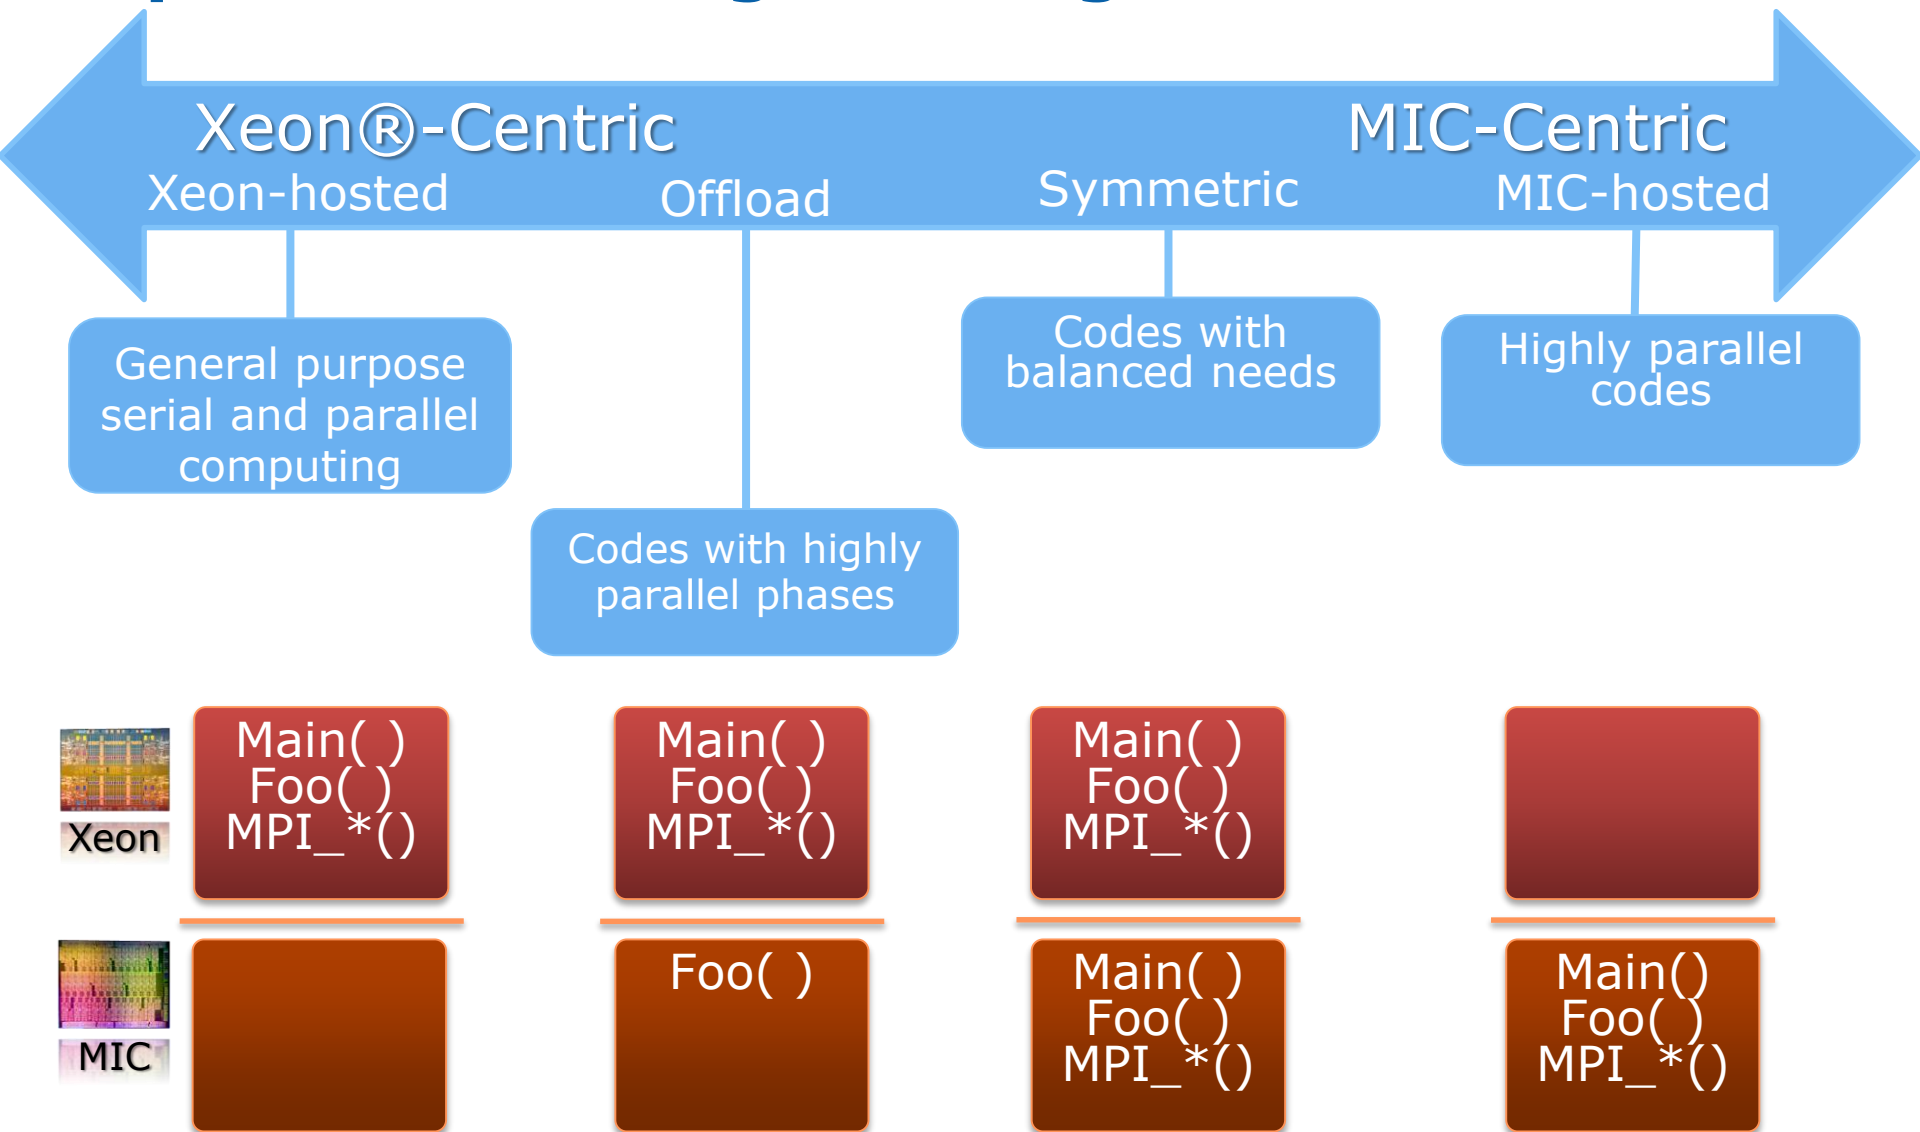 Xeon®-Centric
MIC-Centric
Xeon-hosted
Offload
Symmetric
MIC-hosted
General purpose
serial and parallel
computing
Codes with highly
parallel phases
Codes with
balanced needs
Highly parallel
codes
Xeon
Main( )
Foo( )
MPI_*()
Main( )
Foo( )
MPI_*()
Main( )
Foo( )
MPI_*()
MIC
Foo( )
Main( )
Foo( )
MPI_*()
Main()
Foo( )
MPI_*()